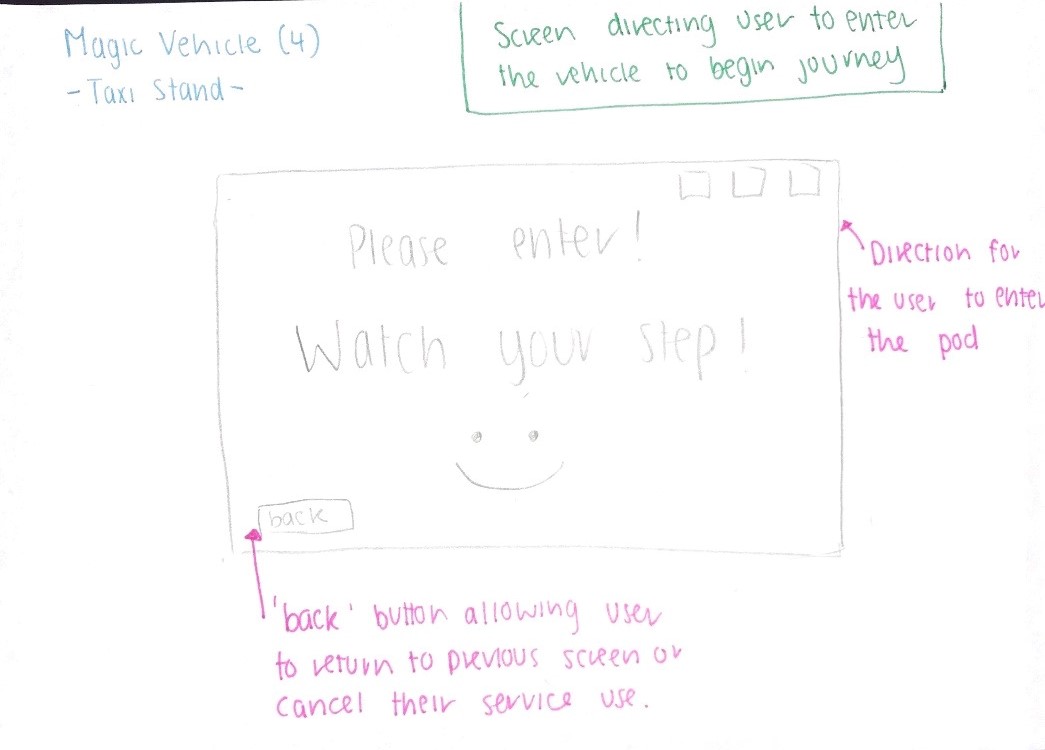 Magic Vehicle (4)
- Taxi Stand -
Screen directing user to enter
the vehicle to begin journey
Please enter!
Watch your step!
back
Direction for
the user to enter
the pod
'back' button allowing user
to return to previous screen or
cancel their service use.